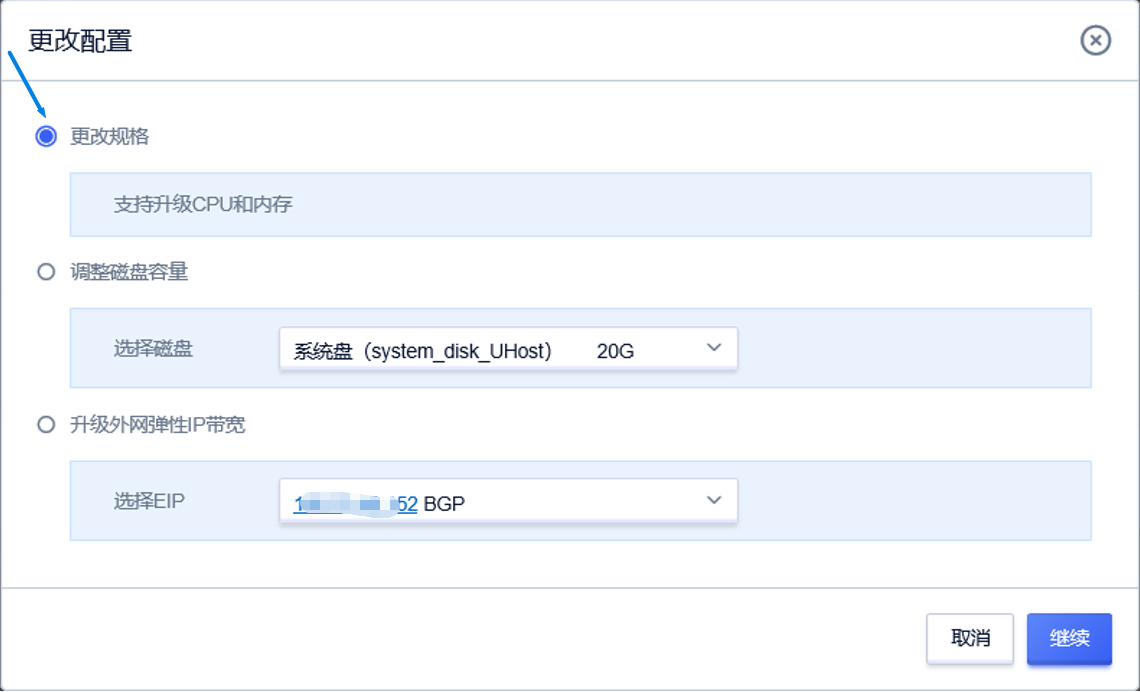 更改配置
更改规格
支持升级CPU和内存
调整磁盘容量
选择磁盘 系统盘（system_disk_UHost） 20G
升级外网弹性IP带宽
选择EIP 52 BGP
取消 继续